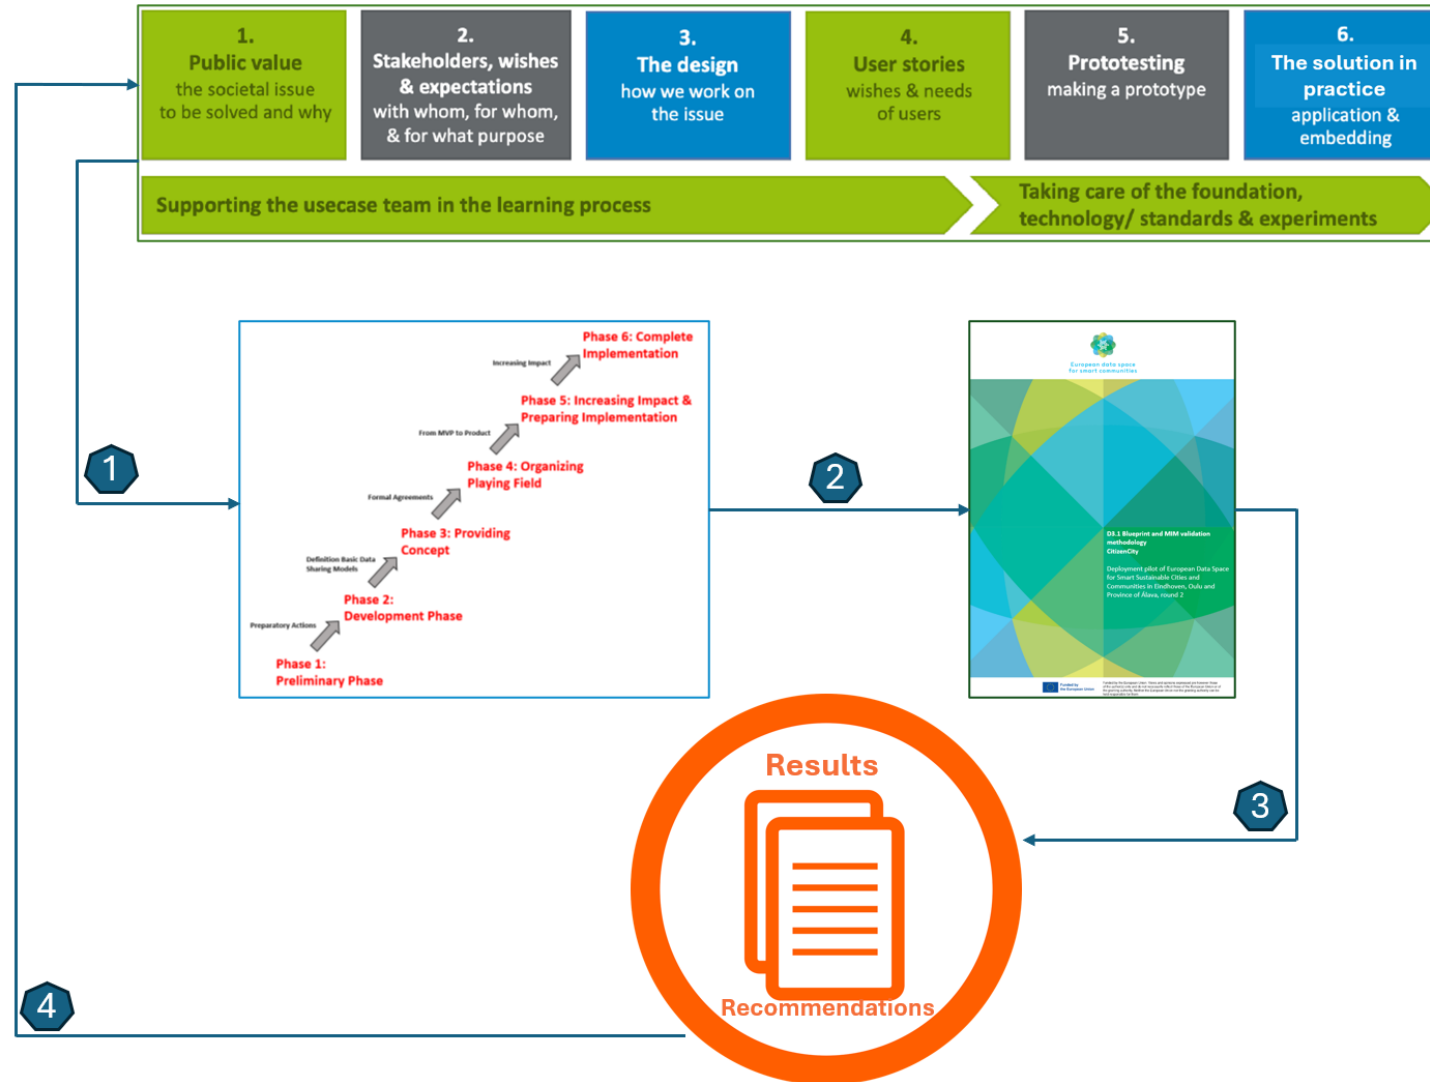 1.
Public value
the societal issue
to be solved and why
2.
Stakeholders, wishes
& expectations
with whom, for whom,
& for what purpose
3.
The design
how we work on
the issue
4.
User stories
wishes & needs
of users
5.
Prototesting
making a prototype
6.
The solution in
practice
application &
embedding
Supporting the usecase team in the learning process
Taking care of the foundation,
technology/ standards & experiments
Phase 6: Complete
Implementation
Increasing Impact
Phase 5: Increasing Impact &
Preparing Implementation
From MVP to Product
Phase 4: Organizing
Playing Field
Formal Agreements
Phase 3: Providing
Concept
Definition Basic Data
Sharing Models
Phase 2:
Development Phase
Preparatory Actions
Phase 1:
Preliminary Phase
1
2
European data space
for smart communities
D3.1 Blueprint and MIM validation
methodology
CitizenCity
Deployment pilot of European Data Space
for Smart Sustainable Cities and
Communities in Eindhoven, Oulu and
Province of Álava, round 2
Funded by
the European Union
3
Results
Recommendations
4